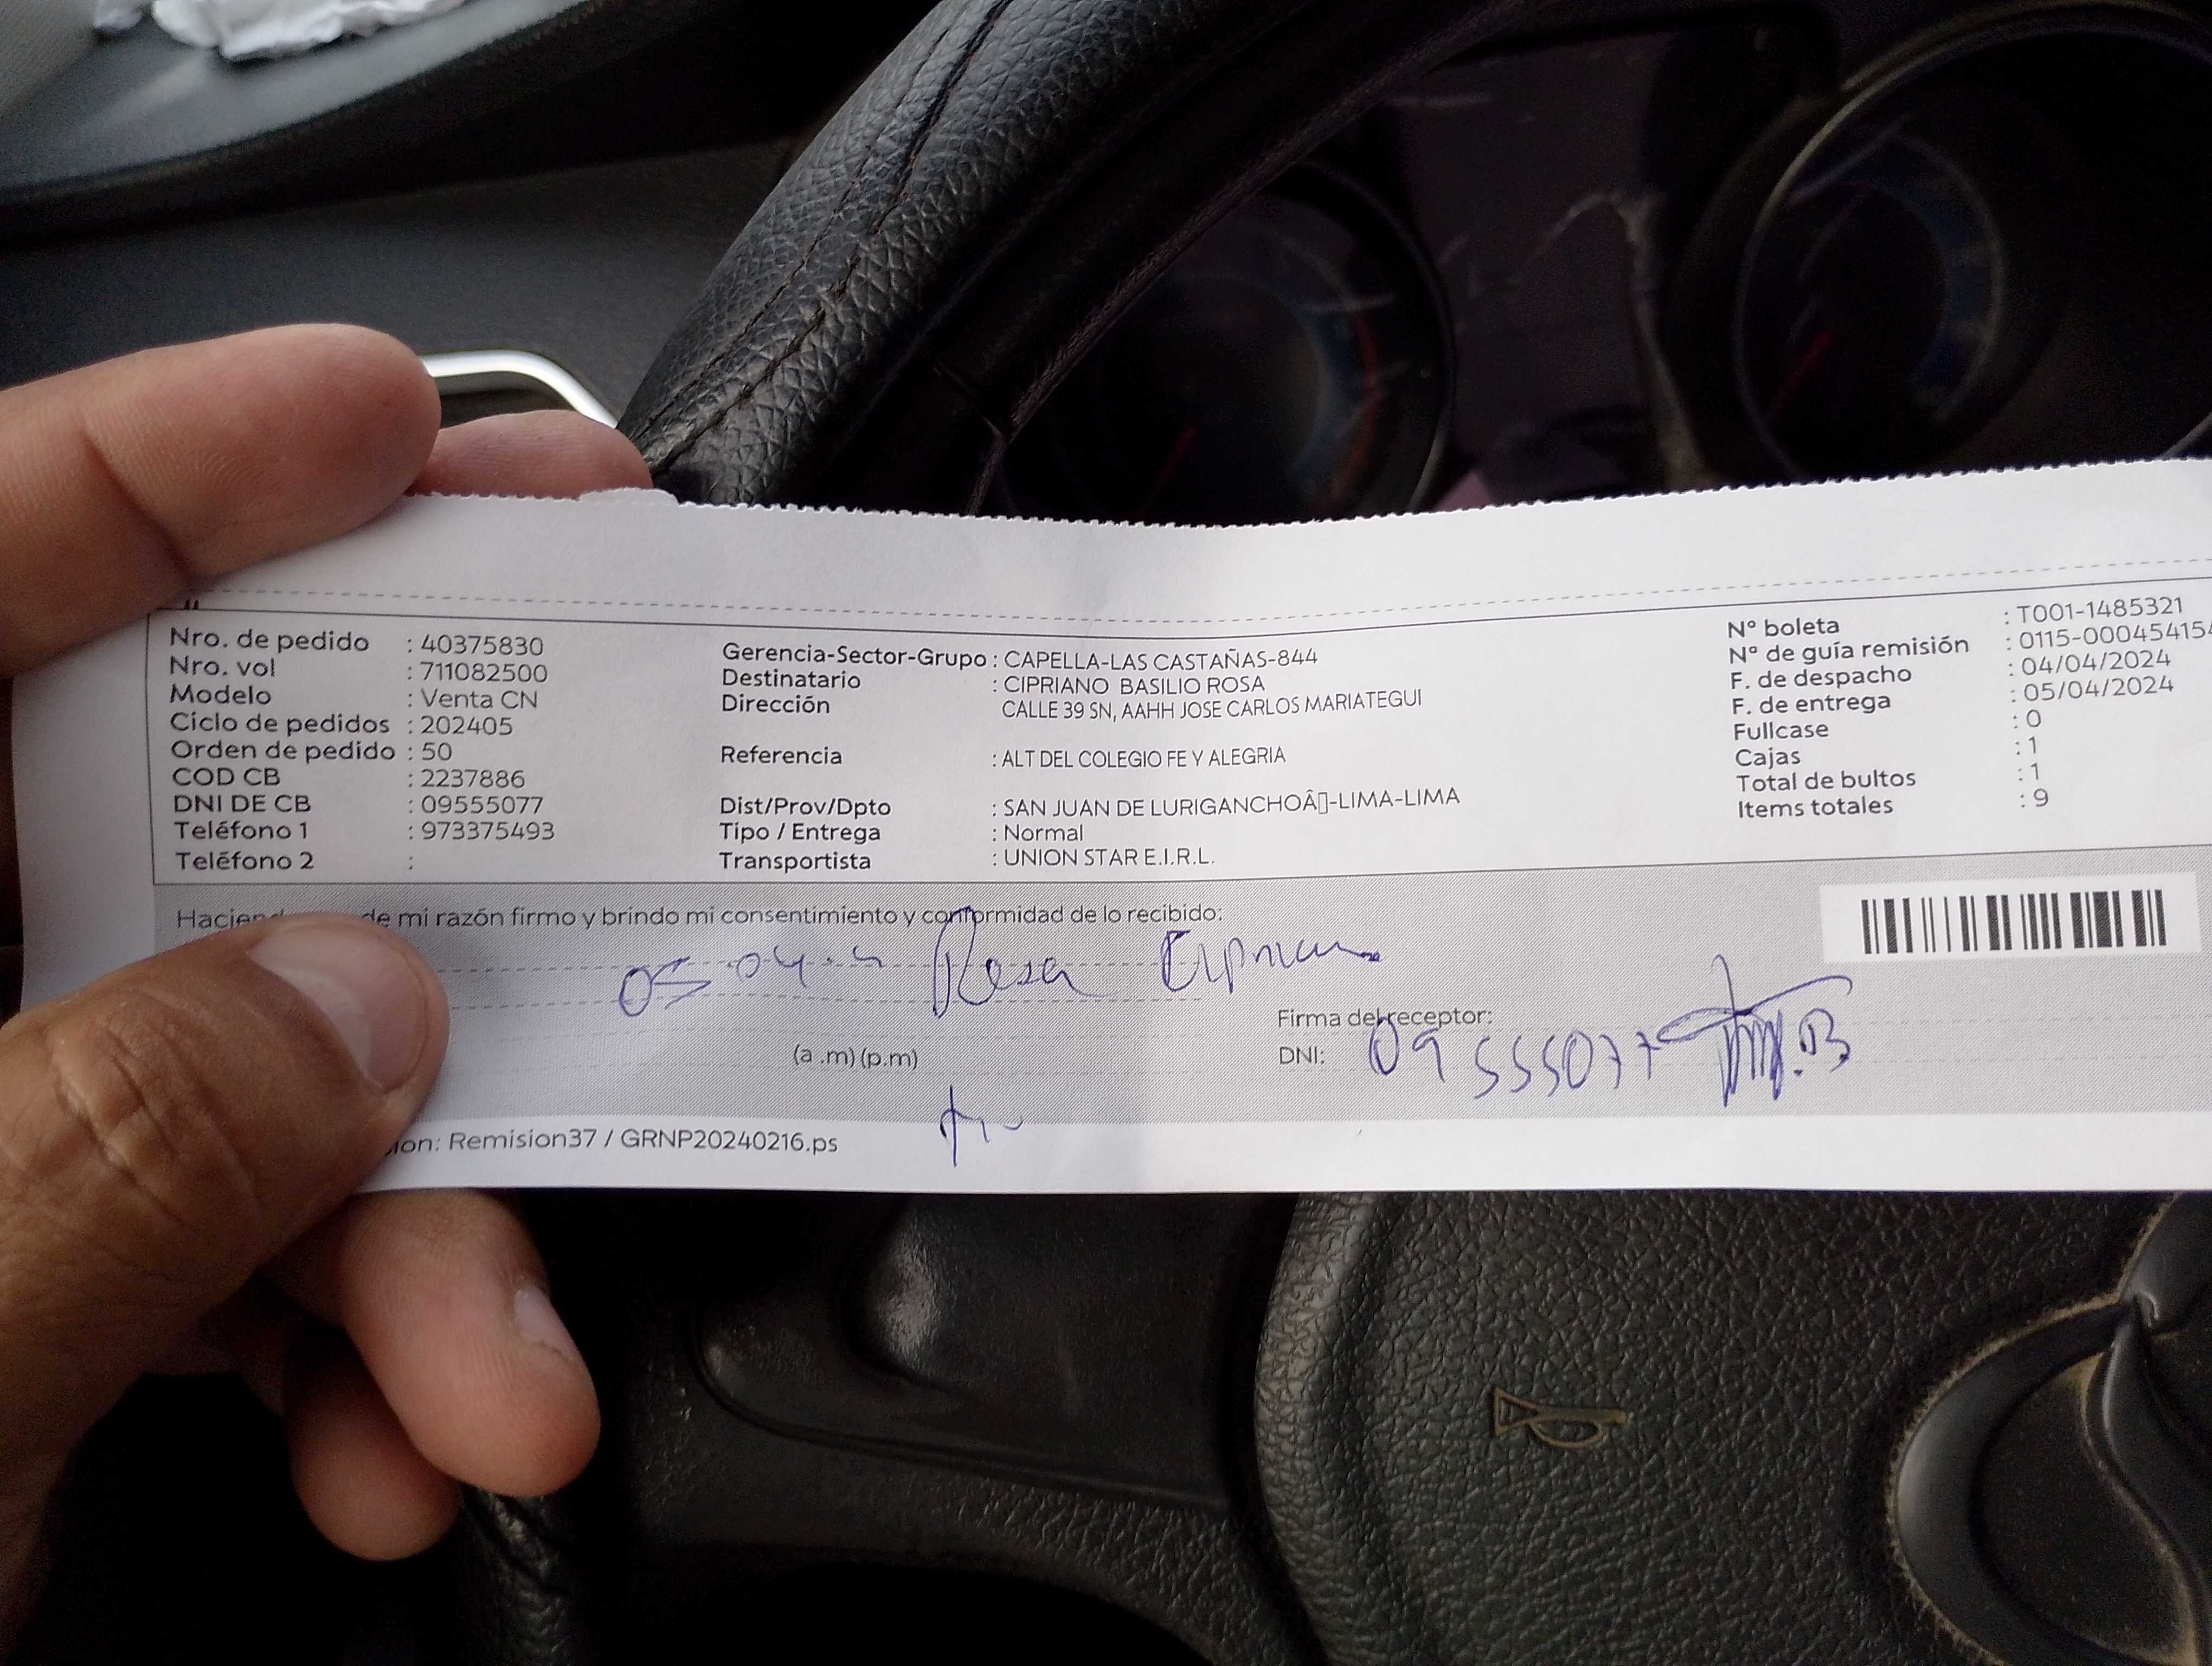 Nro. de pedido : 40375830
Nro. vol : 711082500
Modelo : Venta CN
Ciclo de pedidos : 202405
Orden de pedido : 50
COD CB : 2237886
DNI DE CB : 09555077
Teléfono 1 : 973375493
Teléfono 2 :
Gerencia-Sector-Grupo : CAPELLA-LAS CASTAÑAS-844
Destinatario : CIPRIANO BASILIO ROSA
Dirección CALLE 39 SN, AAHH JOSE CARLOS MARIATEGUI
Referencia : ALT DEL COLEGIO FE Y ALEGRIA
Dist/Prov/Dpto : SAN JUAN DE LURIGANCHOÂ▯-LIMA-LIMA
Tipo / Entrega : Normal
Transportista : UNION STAR E.I.R.L.
N° boleta : T001-1485321
N° de guía remisión : 0115-000454154
F. de despacho : 04/04/2024
F. de entrega : 05/04/2024
Fullcase : 0
Cajas : 1
Total de bultos : 1
Items totales : 9
de mi razón firmo y brindo mi consentimiento y conformidad de lo recibido:
Rosa
Firma del receptor:
(a .m) (p.m)
DNI: 09555077
Remision37 / GRNP20240216.ps